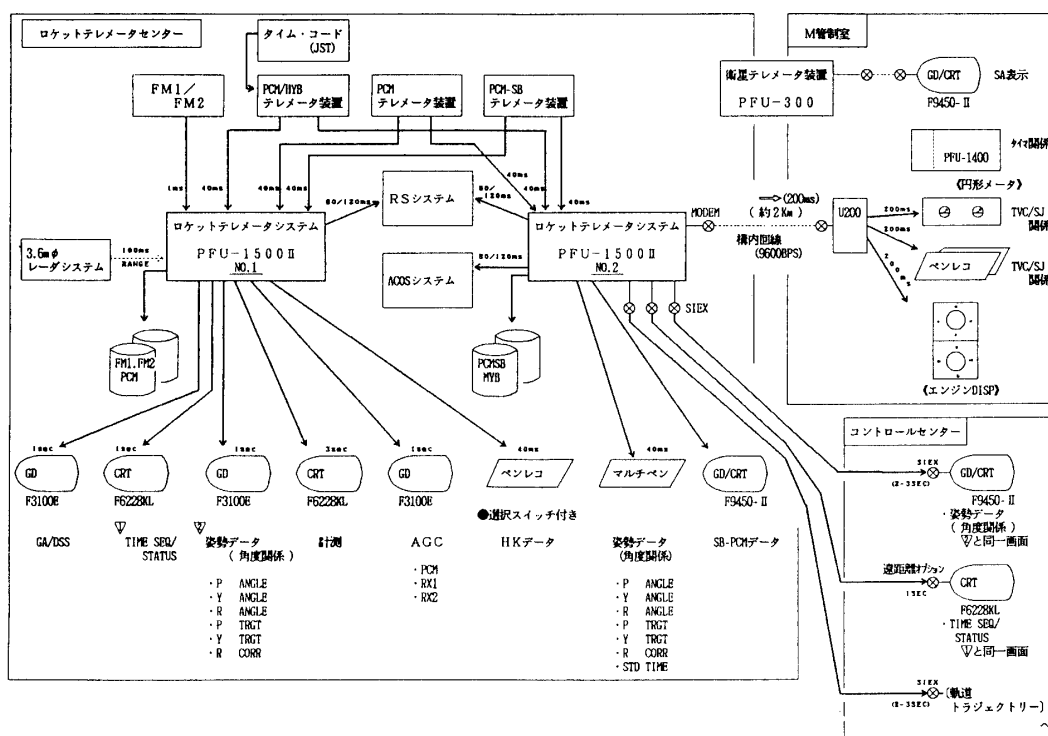 ロケットテレメータセンター
タイム・コード
(JST)
FM1／
FM2
PCM/HYB
テレメータ装置
PCM
テレメータ装置
PCM-SB
テレメータ装置
1ms
40ms
40ms
40ms
40ms
40ms
40ms
80/120ms
80/
120ms
RSシステム
ロケットテレメタシステム
PFU-1500Ⅱ
NO.1
3.6mφ
レーダシステム
100ms
RANGE
ACOSシステム
80/120ms
ロケットテレメタシステム
PFU-1500Ⅱ
NO.2
MODEM
SIEX
FM1.FM2
PCM
PCMSB
MYB
⇒(200ms)
(約2Km)
構内回線
(9600BPS)
M管制室
衛星テレメータ装置
PFU-300
GD/CRT
F9450-Ⅱ
SA表示
PFU-1400
タイマ関係
《円形メータ》
U200
200ms
200ms
200ms
TVC/SJ
関係
ペンレコ
TVC/SJ
関係
《エンジンDISP》
1sec
GD
F3100E
GA/DSS
1sec
CRT
F6228KL
TIME SEQ/
STATUS
1sec
GD
F3100E
姿勢データ
(角度関係)
・P ANGLE
・Y ANGLE
・R ANGLE
・P TRGT
・Y TRGT
・R CORR
3sec
CRT
F6228KL
計測
1sec
GD
F3100E
AGC
・PCM
・RX1
・RX2
40ms
ペンレコ
●選択スイッチ付き
HKデータ
40ms
マルチペン
姿勢データ
(角度関係)
・P ANGLE
・Y ANGLE
・R ANGLE
・P TRGT
・Y TRGT
・R CORR
・STD TIME
GD/CRT
F9450-Ⅱ
SB-PCMデータ
コントロールセンター
SIEX
(2-3SEC)
GD/CRT
F9450-Ⅱ
・姿勢データ
(角度関係)
と同一画面
遠距離オプション
1SEC
CRT
F6228KL
・TIME SEQ/
STATUS
と同一画面
SIEX
(2-3SEC)
〔軌道
トラジェクトリー〕